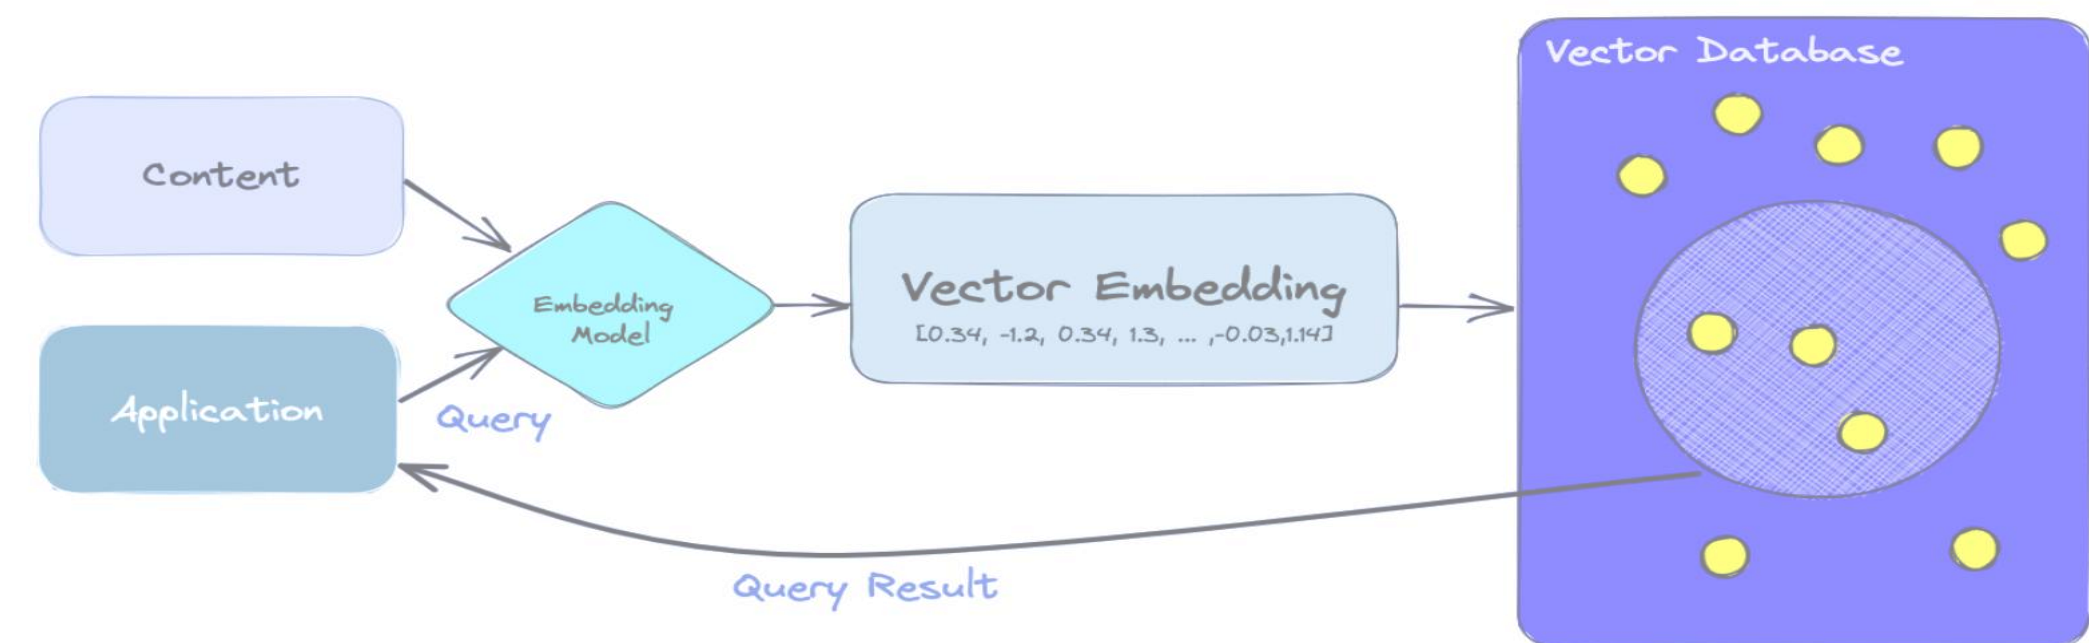 Vector Database
Content
Embedding
Model
Vector Embedding
[0.34, -1.2, 0.34, 1.3, ... ,-0.03,1.14]
Application
Query
Query Result